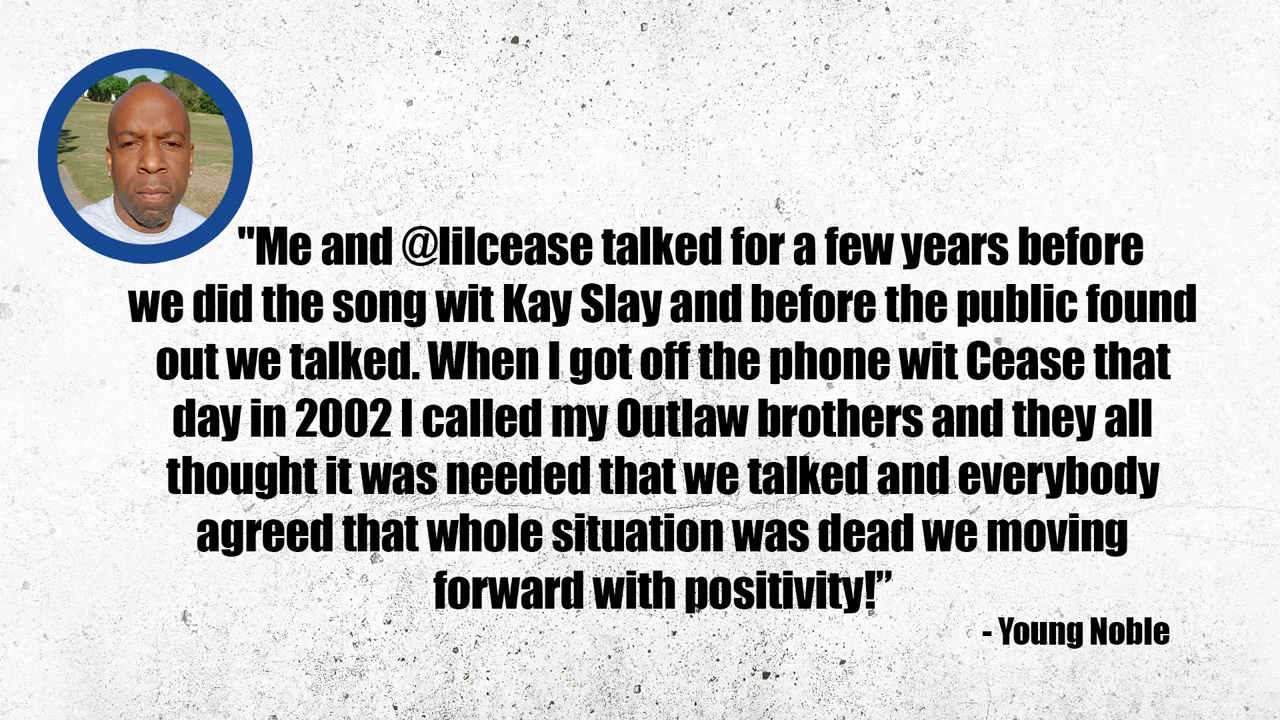 "Me and @lilcease talked for a few years before
we did the song wit Kay Slay and before the public found
out we talked. When I got off the phone wit Cease that
day in 2002 I called my Outlaw brothers and they all
thought it was needed that we talked and everybody
agreed that whole situation was dead we moving
forward with positivity!”
- Young Noble